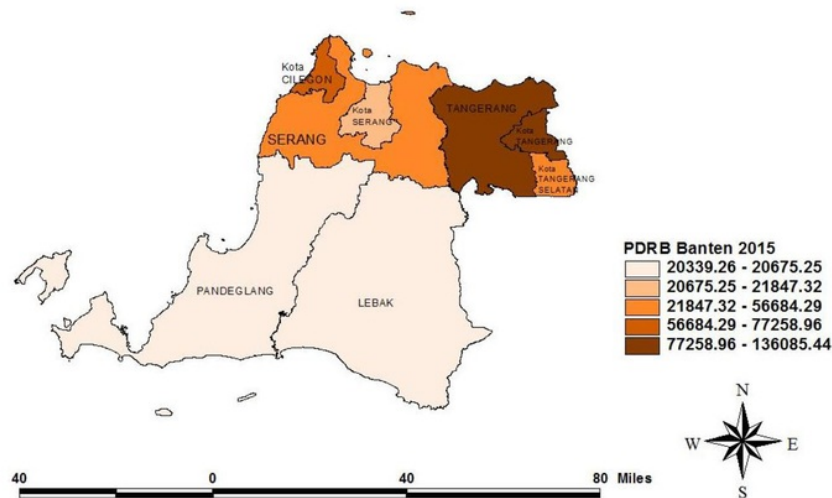 Kota
CILEGON
Kota
SERANG
SERANG
TANGERANG
Kota
TANGERANG
Kota
TANGERANG
SELATAN
PANDEGLANG
LEBAK
PDRB Banten 2015
20339.26 - 20675.25
20675.25 - 21847.32
21847.32 - 56684.29
56684.29 - 77258.96
77258.96 - 136085.44
N
W
E
S
40 0 40 80 Miles